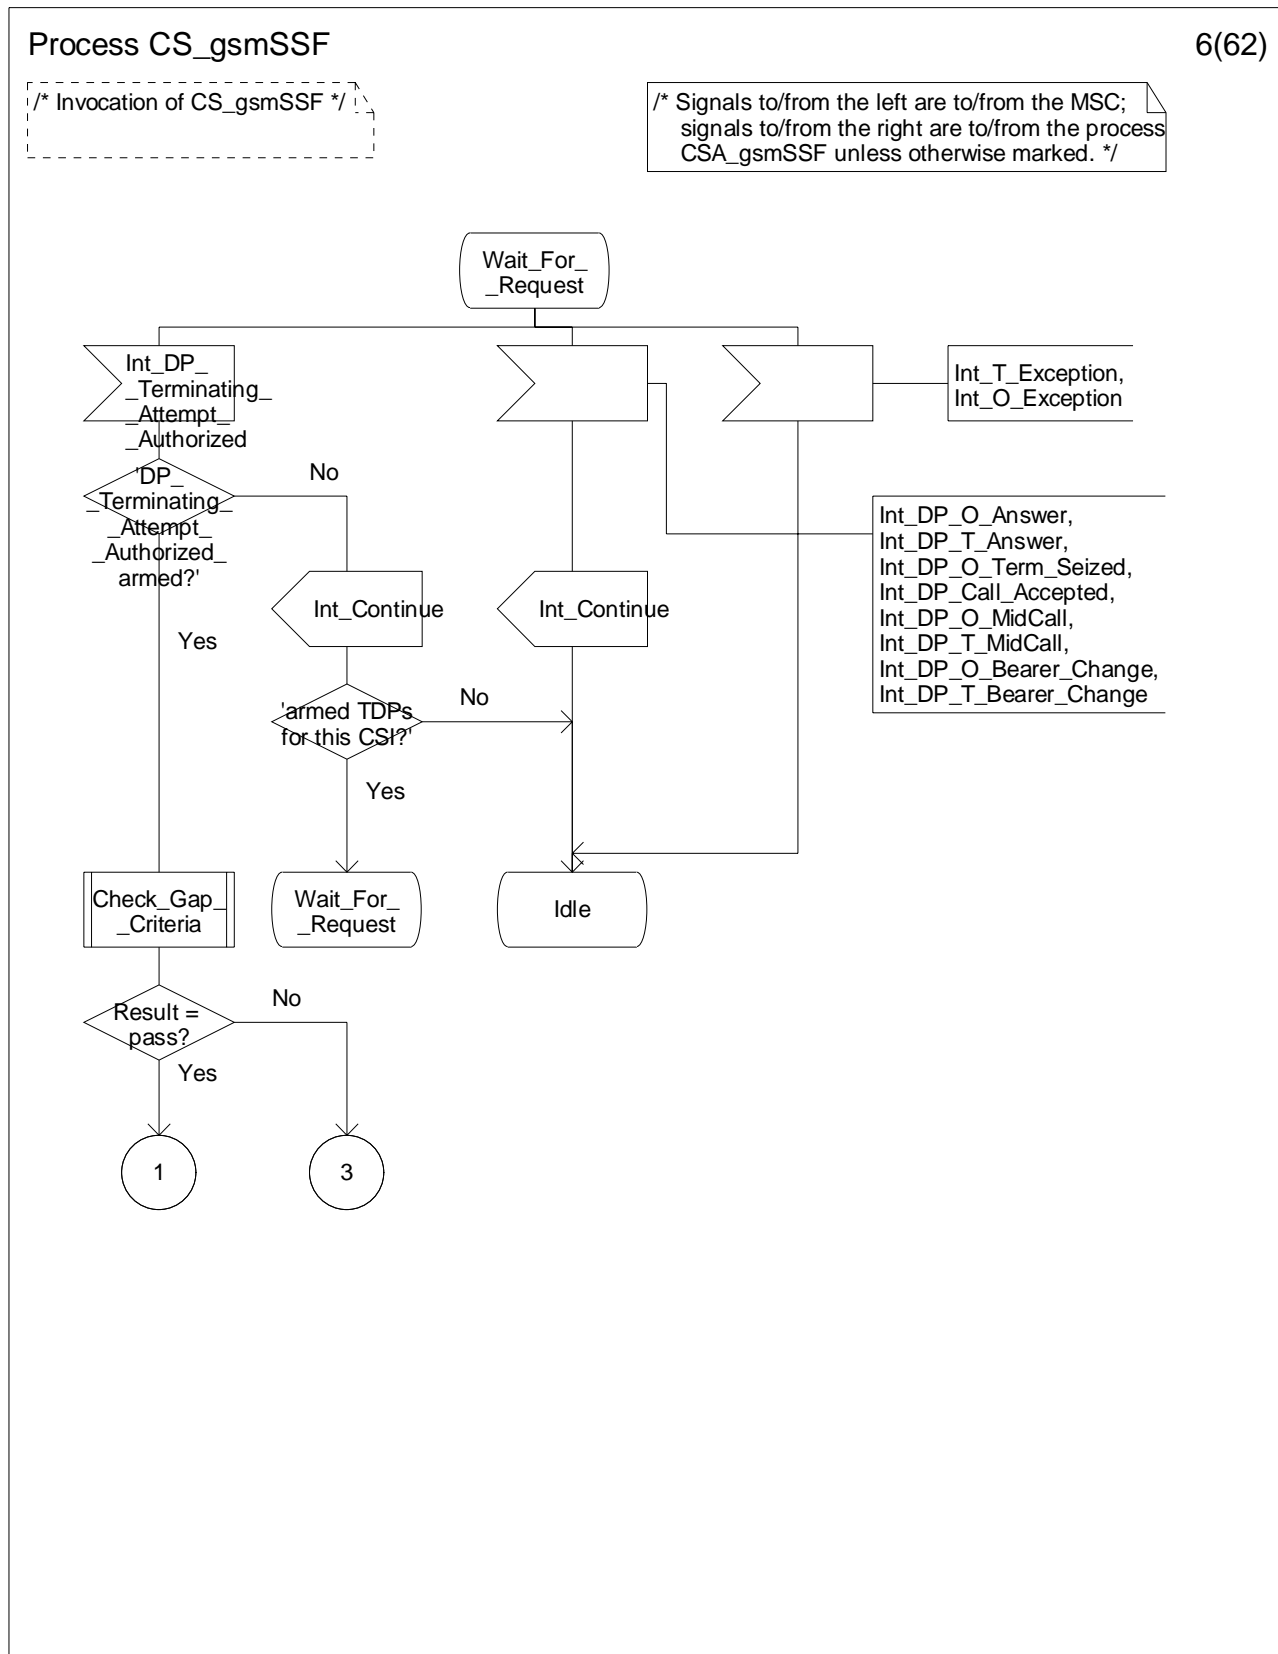 Process CS_gsmSSF
6(62)
/* Invocation of CS_gsmSSF */
/* Signals to/from the left are to/from the MSC;
signals to/from the right are to/from the process
CSA_gsmSSF unless otherwise marked. */
Wait_For_
_Request
Int_DP_
_Terminating_
_Attempt_
_Authorized
Int_T_Exception,
Int_O_Exception
'DP_
_Terminating_
_Attempt_
_Authorized_
armed?'
No
Yes
Int_DP_O_Answer,
Int_DP_T_Answer,
Int_DP_O_Term_Seized,
Int_DP_Call_Accepted,
Int_DP_O_MidCall,
Int_DP_T_MidCall,
Int_DP_O_Bearer_Change,
Int_DP_T_Bearer_Change
Int_Continue
Int_Continue
'armed TDPs
for this CSI?'
No
Yes
Check_Gap_
_Criteria
Wait_For_
_Request
Idle
Result =
pass?
No
Yes
1
3